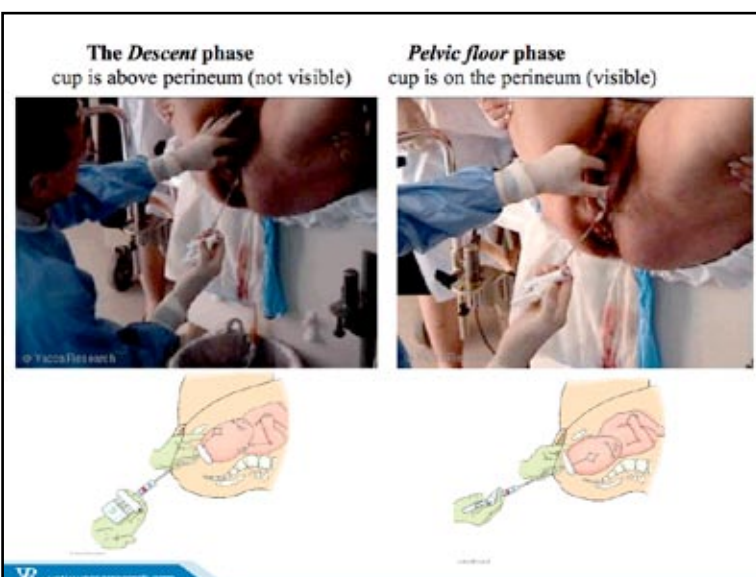 The Descent phase
cup is above perineum (not visible)
Pelvic floor phase
cup is on the perineum (visible)
© Vacca Research